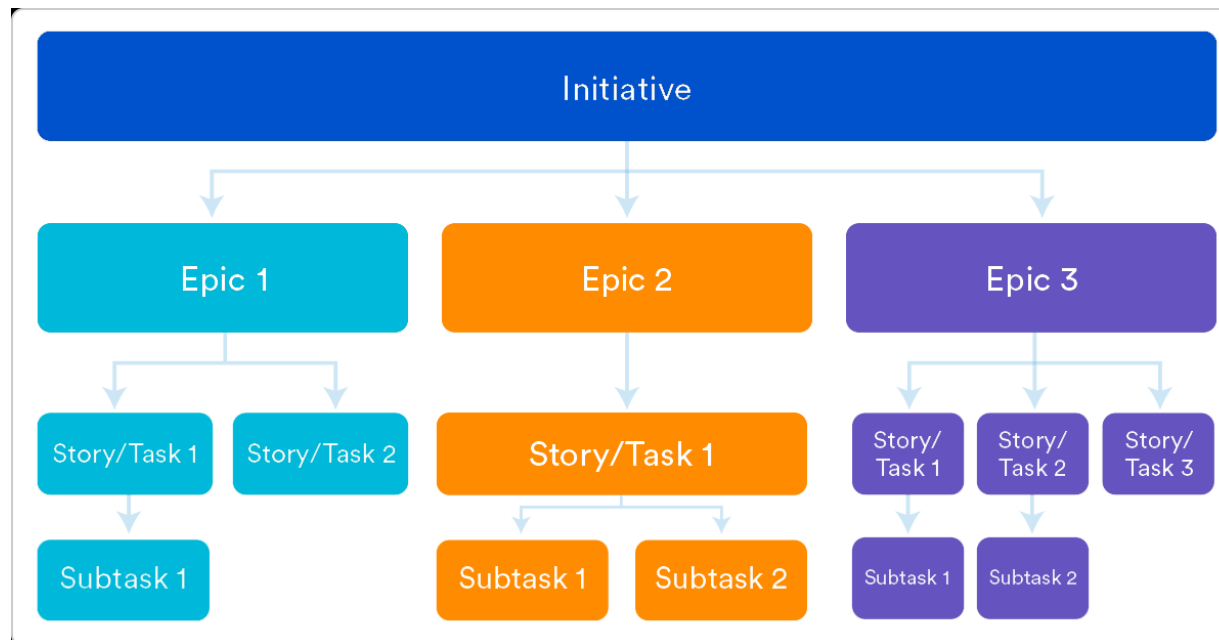 Initiative
Epic 1
Epic 2
Epic 3
Story/Task 1
Story/Task 2
Story/Task 1
Story/
Task 1
Story/
Task 2
Story/
Task 3
Subtask 1
Subtask 1
Subtask 2
Subtask 1
Subtask 2